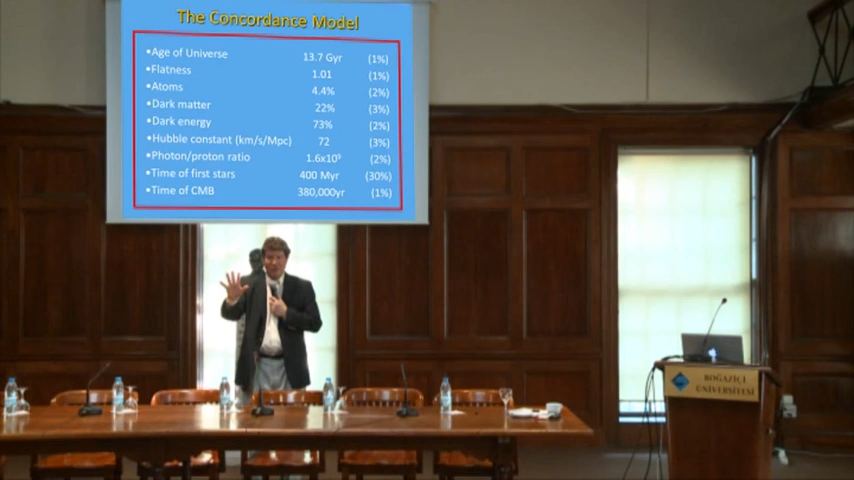 The Concordance Model
•Age of Universe 13.7 Gyr (1%)
•Flatness 1.01 (1%)
•Atoms 4.4% (2%)
•Dark matter 22% (3%)
•Dark energy 73% (2%)
•Hubble constant (km/s/Mpc) 72 (3%)
•Photon/proton ratio 1.6x10⁹ (2%)
•Time of first stars 400 Myr (30%)
•Time of CMB 380,000yr (1%)
BOĞAZİÇİ
ÜNİVERSİTESİ